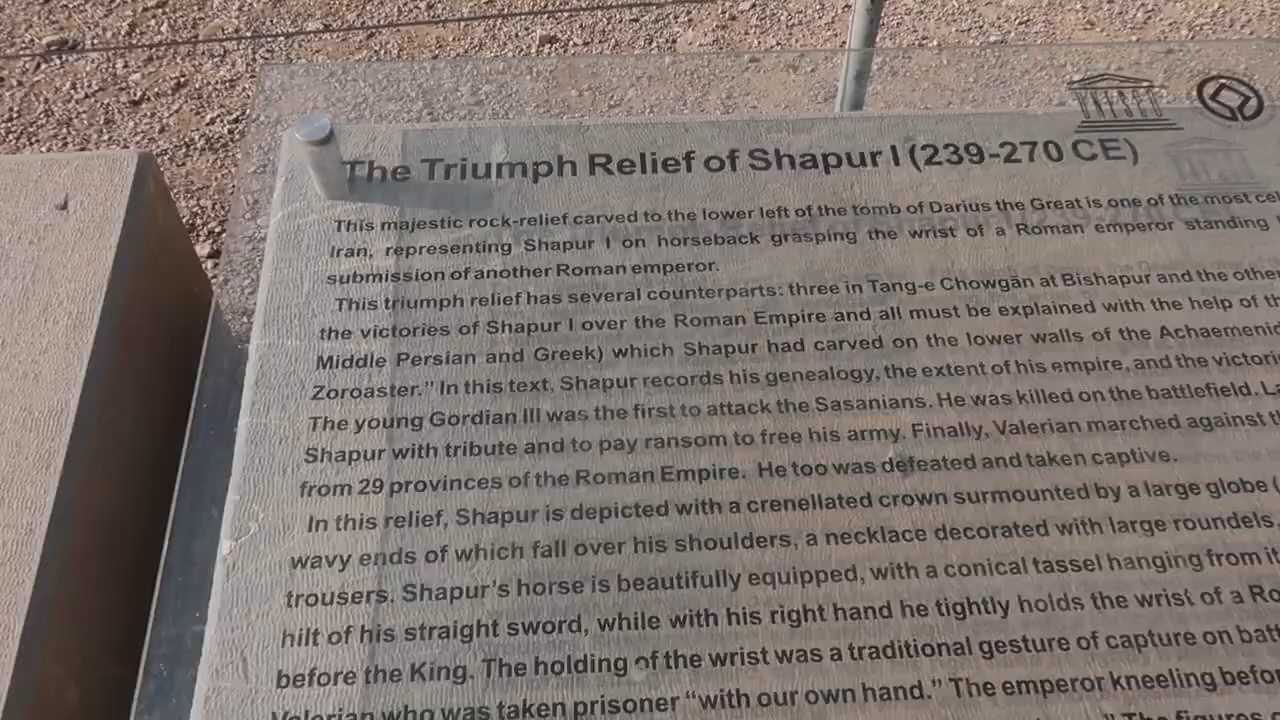 UNESCO
The Triumph Relief of Shapur I (239-270 CE)
This majestic rock-relief carved to the lower left of the tomb of Darius the Great is one of the most
Iran, representing Shapur I on horseback grasping the wrist of a Roman emperor standing
submission of another Roman emperor.
This triumph relief has several counterparts: three in Tang-e Chowgān at Bishapur and the other
the victories of Shapur I over the Roman Empire and all must be explained with the help of
Middle Persian and Greek) which Shapur had carved on the lower walls of the
Zoroaster.” In this text, Shapur records his genealogy, the extent of his empire, and the
The young Gordian III was the first to attack the Sasanians. He was killed on the battlefield.
Shapur with tribute and to pay ransom to free his army. Finally, Valerian marched against
from 29 provinces of the Roman Empire. He too was defeated and taken captive.
In this relief, Shapur is depicted with a crenellated crown surmounted by a large globe (
wavy ends of which fall over his shoulders, a necklace decorated with large roundels,
trousers. Shapur’s horse is beautifully equipped, with a conical tassel hanging from it
hilt of his straight sword, while with his right hand he tightly holds the wrist of a
before the King. The holding of the wrist was a traditional gesture of capture on
Valerian who was taken prisoner “with our own hand.” The emperor kneeling
” The figures